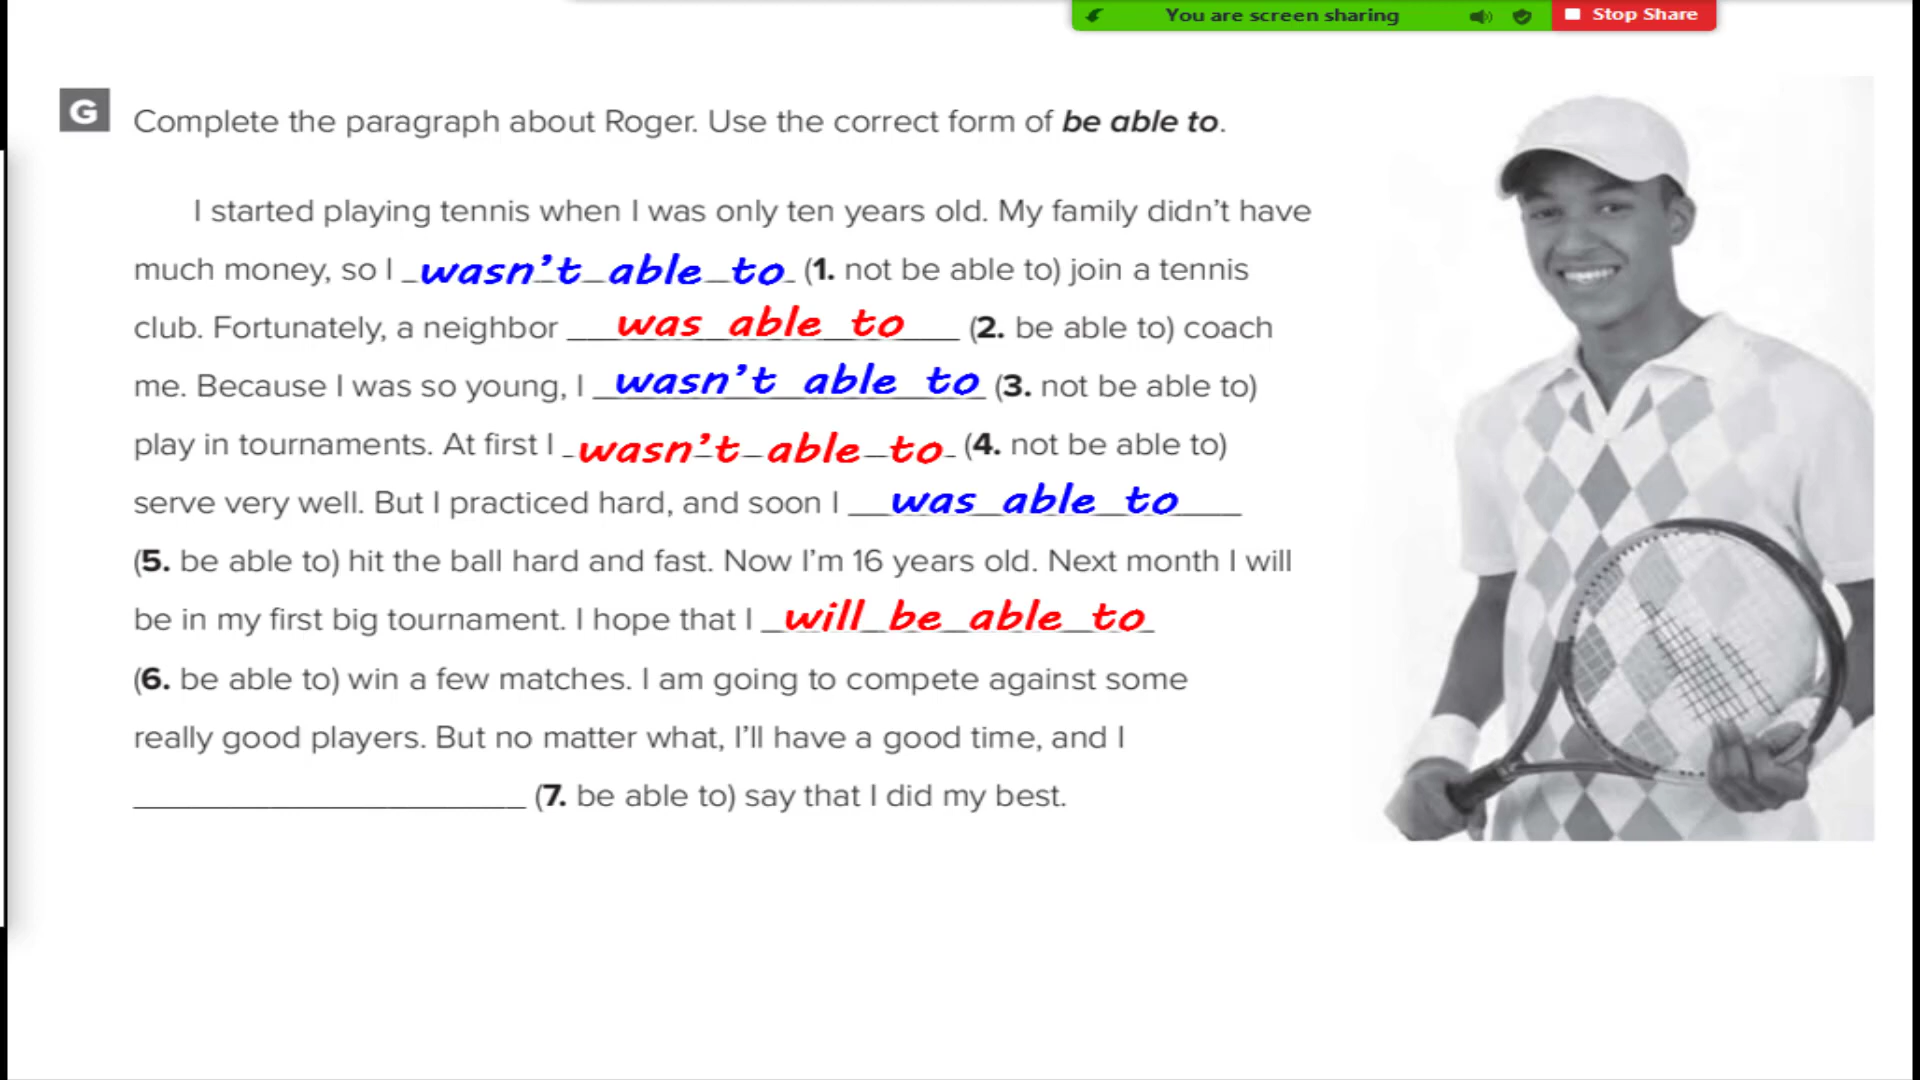 You are screen sharing Stop Share
G Complete the paragraph about Roger. Use the correct form of be able to.
I started playing tennis when I was only ten years old. My family didn't have
much money, so I wasn't able to (1. not be able to) join a tennis
club. Fortunately, a neighbor was able to (2. be able to) coach
me. Because I was so young, I wasn't able to (3. not be able to)
play in tournaments. At first I wasn't able to (4. not be able to)
serve very well. But I practiced hard, and soon I was able to
(5. be able to) hit the ball hard and fast. Now I'm 16 years old. Next month I will
be in my first big tournament. I hope that I will be able to
(6. be able to) win a few matches. I am going to compete against some
really good players. But no matter what, I'll have a good time, and I
____________________ (7. be able to) say that I did my best.